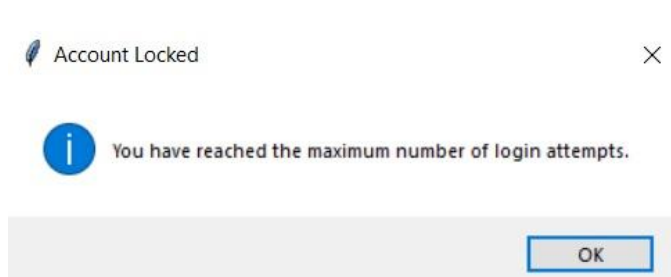 Account Locked
You have reached the maximum number of login attempts.
OK